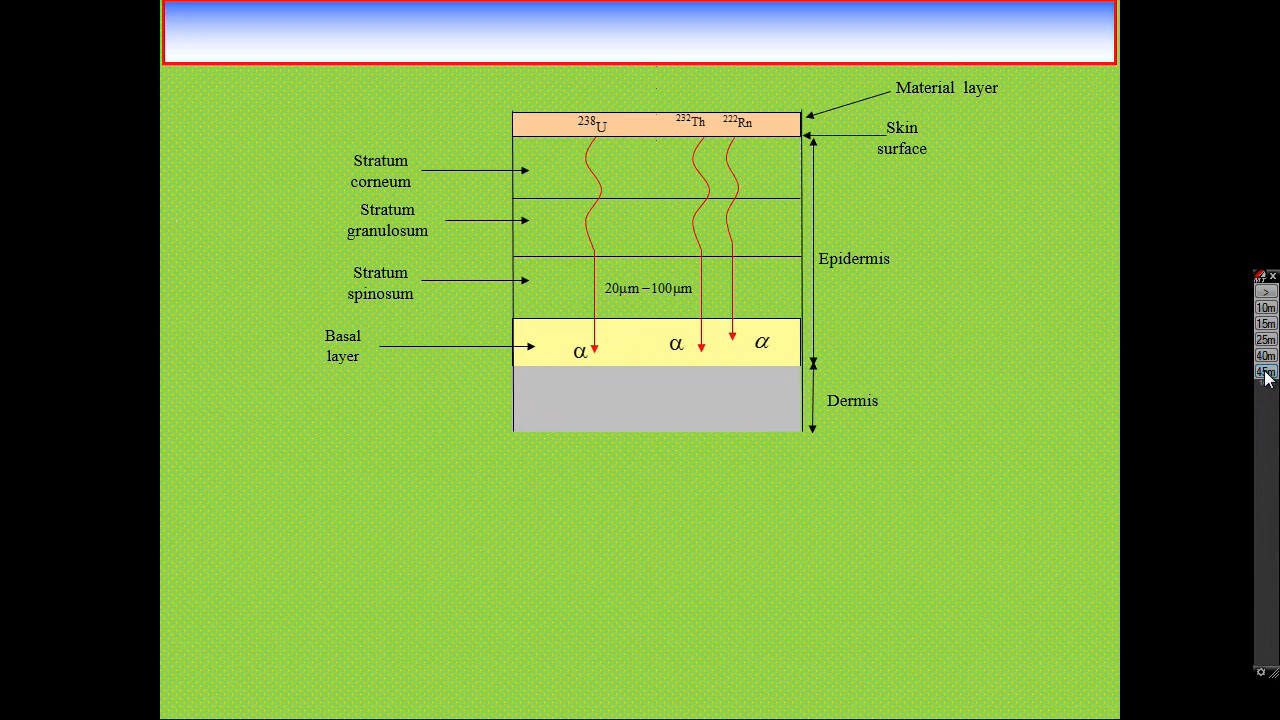 Material layer
²³⁸U ²³²Th ²²²Rn
Skin
surface
Stratum
corneum
Stratum
granulosum
Epidermis
Stratum
spinosum
20μm – 100μm
Basal
layer
α α α
Dermis
>
10m
15m
25m
40m
45m